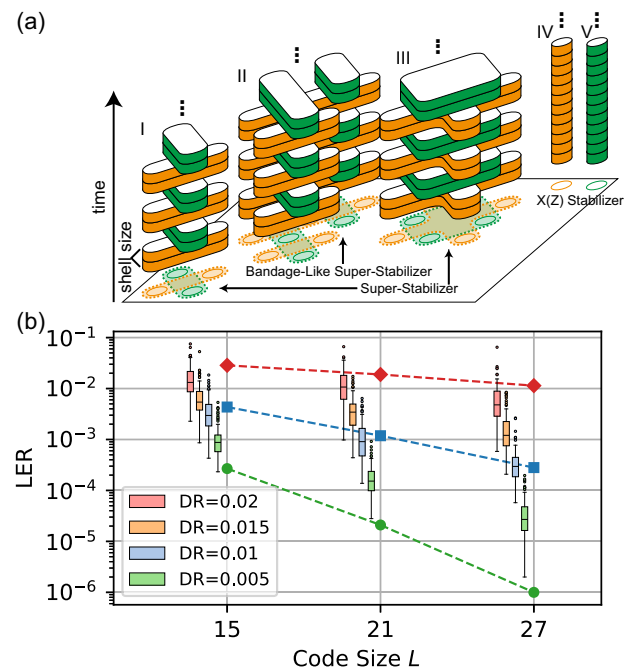 (a)
I
II
III
IV
V
time
shell size
X(Z) Stabilizer
Bandage-Like Super-Stabilizer
Super-Stabilizer
(b)
LER
10⁻¹
10⁻²
10⁻³
10⁻⁴
10⁻⁵
10⁻⁶
DR=0.02
DR=0.015
DR=0.01
DR=0.005
15
21
27
Code Size L